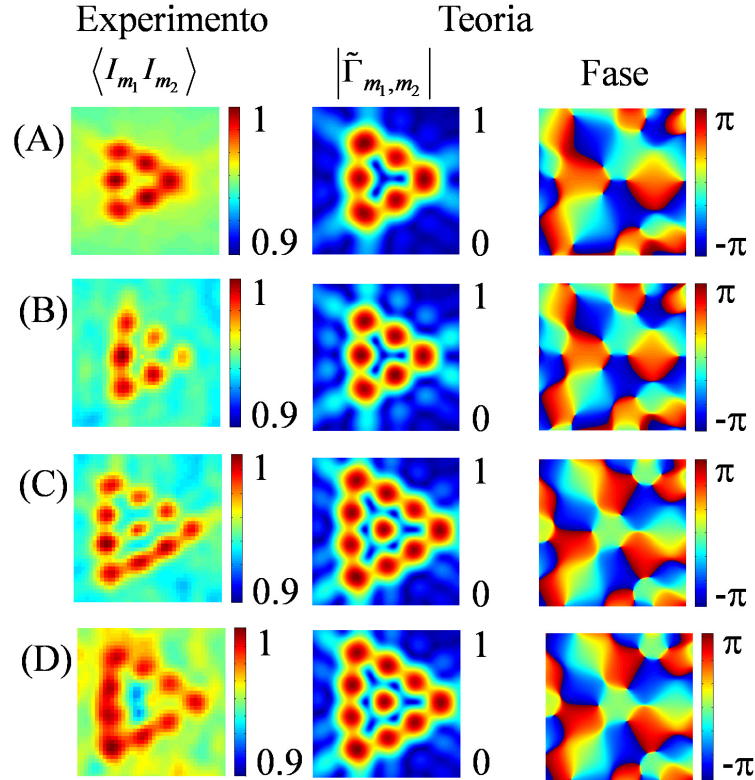 Experimento Teoria
⟨I_{m_1} I_{m_2}⟩ |Γ̃_{m_1,m_2}| Fase
(A) 1 0.9 1 0 π -π
(B) 1 0.9 1 0 π -π
(C) 1 0.9 1 0 π -π
(D) 1 0.9 1 0 π -π